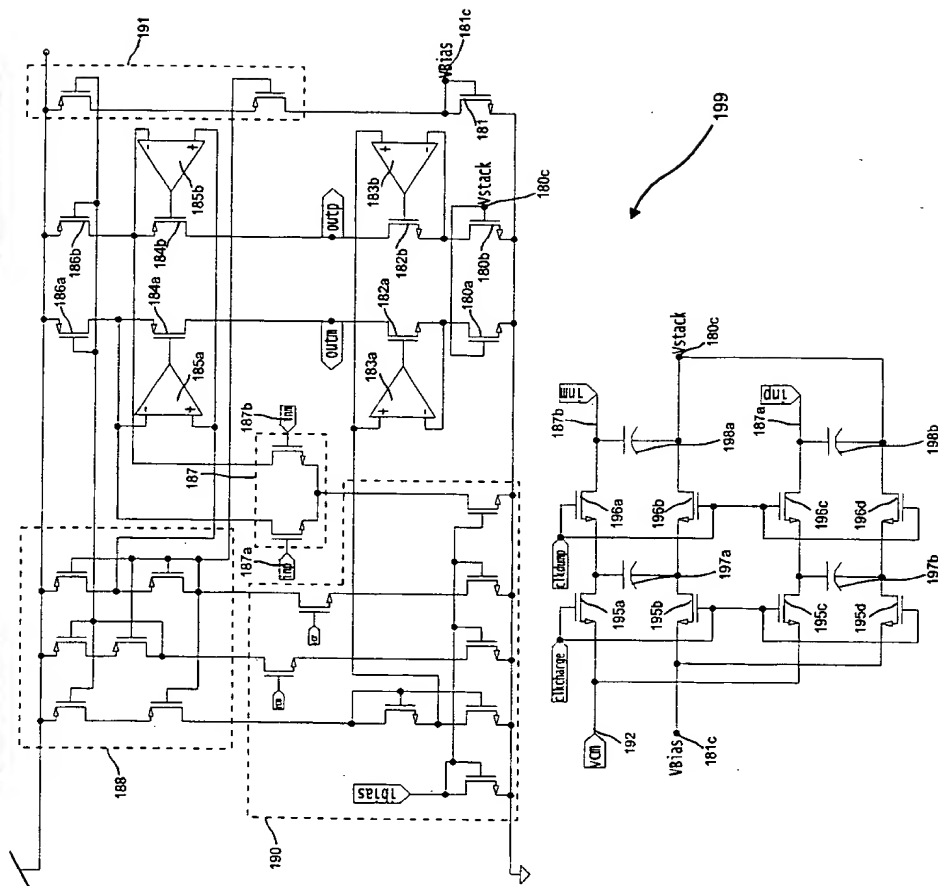 191
VBias
181c
181
186a
186b
185b
184b
184a
185a
outp
outm
183b
Vstack
180c
182b
180b
182a
180a
183a
187b
inm
187
187a
inp
188
ibias
190
199
Vstack
180c
inm
187b
198a
inp
187a
198b
clkdump
196a
196b
196c
196d
197a
197b
clkcharge
195a
195b
195c
195d
vcm
192
VBias
181c